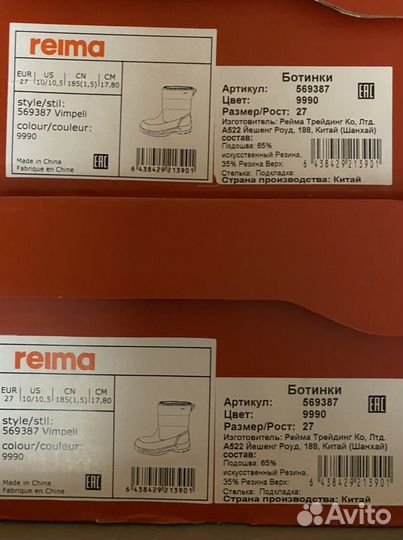 reima
EUR US CN CM
27 10/10,5 185(1,5) 17,80
style/stil:
569387 Vimpeli
colour/couleur:
9990
Made in China
Fabrique en Chine
EAC
6 438429 213901
Ботинки
Артикул: 569387
Цвет: 9990
Размер/Рост: 27
Изготовитель: Рейма Трейдинг Ко, Лтд.
А522 Йешенг Роуд, 188, Китай (Шанхай)
состав:
Подошва: 65%
искусственный Резина,
35% Резина Верх:
Стелька: Подкладка:
Страна производства: Китай
EAC
6 438429 213901
reima
EUR US CN CM
27 10/10,5 185(1,5) 17,80
style/stil:
569387 Vimpeli
colour/couleur:
9990
Made in China
Fabrique en Chine
EAC
6 438429 213901
Ботинки
Артикул: 569387
Цвет: 9990
Размер/Рост: 27
Изготовитель: Рейма Трейдинг Ко, Лтд.
А522 Йешенг Роуд, 188, Китай (Шанхай)
состав:
Подошва: 65%
искусственный Резина,
35% Резина Верх:
Стелька: Подкладка:
Страна производства: Китай
EAC
6 438429 213901
Avito